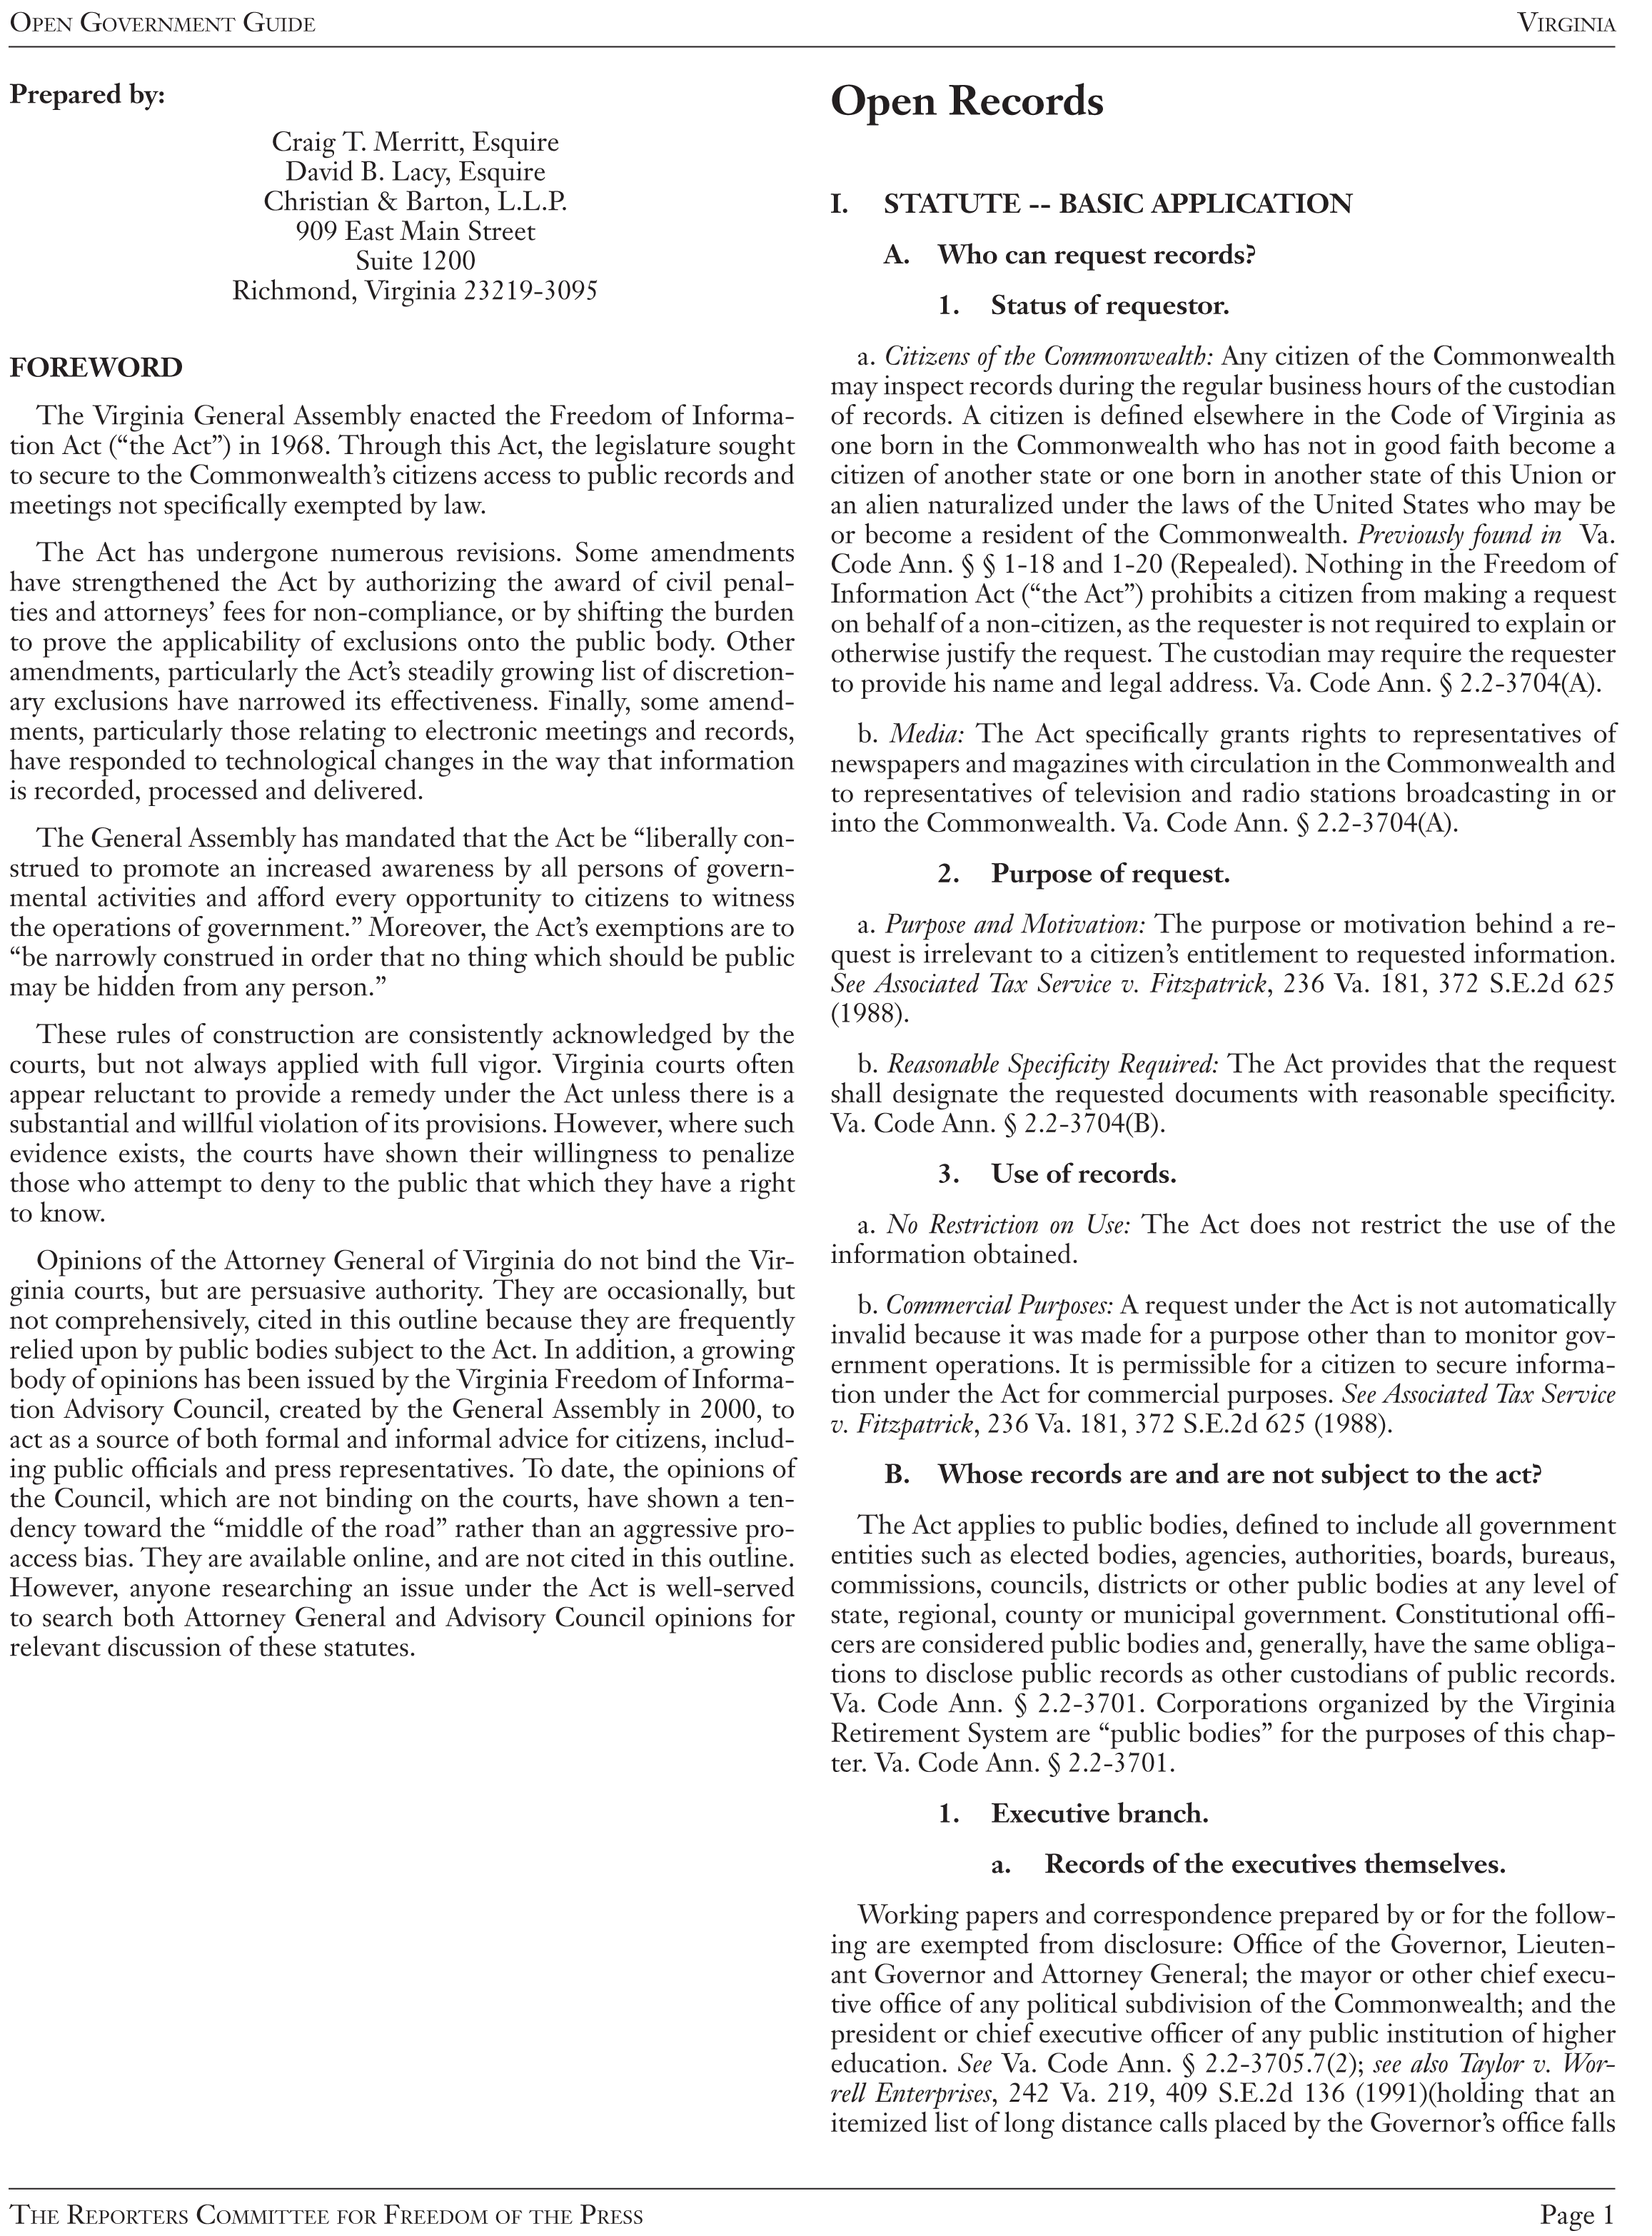 OPEN GOVERNMENT GUIDE
VIRGINIA
Prepared by:
Craig T. Merritt, Esquire
David B. Lacy, Esquire
Christian & Barton, L.L.P.
909 East Main Street
Suite 1200
Richmond, Virginia 23219-3095
FOREWORD
The Virginia General Assembly enacted the Freedom of Informa-
tion Act (“the Act”) in 1968. Through this Act, the legislature sought
to secure to the Commonwealth’s citizens access to public records and
meetings not specifically exempted by law.
The Act has undergone numerous revisions. Some amendments
have strengthened the Act by authorizing the award of civil penal-
ties and attorneys’ fees for non-compliance, or by shifting the burden
to prove the applicability of exclusions onto the public body. Other
amendments, particularly the Act’s steadily growing list of discretion-
ary exclusions have narrowed its effectiveness. Finally, some amend-
ments, particularly those relating to electronic meetings and records,
have responded to technological changes in the way that information
is recorded, processed and delivered.
The General Assembly has mandated that the Act be “liberally con-
strued to promote an increased awareness by all persons of govern-
mental activities and afford every opportunity to citizens to witness
the operations of government.” Moreover, the Act’s exemptions are to
“be narrowly construed in order that no thing which should be public
may be hidden from any person.”
These rules of construction are consistently acknowledged by the
courts, but not always applied with full vigor. Virginia courts often
appear reluctant to provide a remedy under the Act unless there is a
substantial and willful violation of its provisions. However, where such
evidence exists, the courts have shown their willingness to penalize
those who attempt to deny to the public that which they have a right
to know.
Opinions of the Attorney General of Virginia do not bind the Vir-
ginia courts, but are persuasive authority. They are occasionally, but
not comprehensively, cited in this outline because they are frequently
relied upon by public bodies subject to the Act. In addition, a growing
body of opinions has been issued by the Virginia Freedom of Informa-
tion Advisory Council, created by the General Assembly in 2000, to
act as a source of both formal and informal advice for citizens, includ-
ing public officials and press representatives. To date, the opinions of
the Council, which are not binding on the courts, have shown a ten-
dency toward the “middle of the road” rather than an aggressive pro-
access bias. They are available online, and are not cited in this outline.
However, anyone researching an issue under the Act is well-served
to search both Attorney General and Advisory Council opinions for
relevant discussion of these statutes.
Open Records
I. STATUTE -- BASIC APPLICATION
A. Who can request records?
1. Status of requestor.
a. Citizens of the Commonwealth: Any citizen of the Commonwealth
may inspect records during the regular business hours of the custodian
of records. A citizen is defined elsewhere in the Code of Virginia as
one born in the Commonwealth who has not in good faith become a
citizen of another state or one born in another state of this Union or
an alien naturalized under the laws of the United States who may be
or become a resident of the Commonwealth. Previously found in Va.
Code Ann. § § 1-18 and 1-20 (Repealed). Nothing in the Freedom of
Information Act (“the Act”) prohibits a citizen from making a request
on behalf of a non-citizen, as the requester is not required to explain or
otherwise justify the request. The custodian may require the requester
to provide his name and legal address. Va. Code Ann. § 2.2-3704(A).
b. Media: The Act specifically grants rights to representatives of
newspapers and magazines with circulation in the Commonwealth and
to representatives of television and radio stations broadcasting in or
into the Commonwealth. Va. Code Ann. § 2.2-3704(A).
2. Purpose of request.
a. Purpose and Motivation: The purpose or motivation behind a re-
quest is irrelevant to a citizen’s entitlement to requested information.
See Associated Tax Service v. Fitzpatrick, 236 Va. 181, 372 S.E.2d 625
(1988).
b. Reasonable Specificity Required: The Act provides that the request
shall designate the requested documents with reasonable specificity.
Va. Code Ann. § 2.2-3704(B).
3. Use of records.
a. No Restriction on Use: The Act does not restrict the use of the
information obtained.
b. Commercial Purposes: A request under the Act is not automatically
invalid because it was made for a purpose other than to monitor gov-
ernment operations. It is permissible for a citizen to secure informa-
tion under the Act for commercial purposes. See Associated Tax Service
v. Fitzpatrick, 236 Va. 181, 372 S.E.2d 625 (1988).
B. Whose records are and are not subject to the act?
The Act applies to public bodies, defined to include all government
entities such as elected bodies, agencies, authorities, boards, bureaus,
commissions, councils, districts or other public bodies at any level of
state, regional, county or municipal government. Constitutional offi-
cers are considered public bodies and, generally, have the same obliga-
tions to disclose public records as other custodians of public records.
Va. Code Ann. § 2.2-3701. Corporations organized by the Virginia
Retirement System are “public bodies” for the purposes of this chap-
ter. Va. Code Ann. § 2.2-3701.
1. Executive branch.
a. Records of the executives themselves.
Working papers and correspondence prepared by or for the follow-
ing are exempted from disclosure: Office of the Governor, Lieuten-
ant Governor and Attorney General; the mayor or other chief execu-
tive office of any political subdivision of the Commonwealth; and the
president or chief executive officer of any public institution of higher
education. See Va. Code Ann. § 2.2-3705.7(2); see also Taylor v. Wor-
rell Enterprises, 242 Va. 219, 409 S.E.2d 136 (1991)(holding that an
itemized list of long distance calls placed by the Governor’s office falls
THE REPORTERS COMMITTEE FOR FREEDOM OF THE PRESS
Page 1